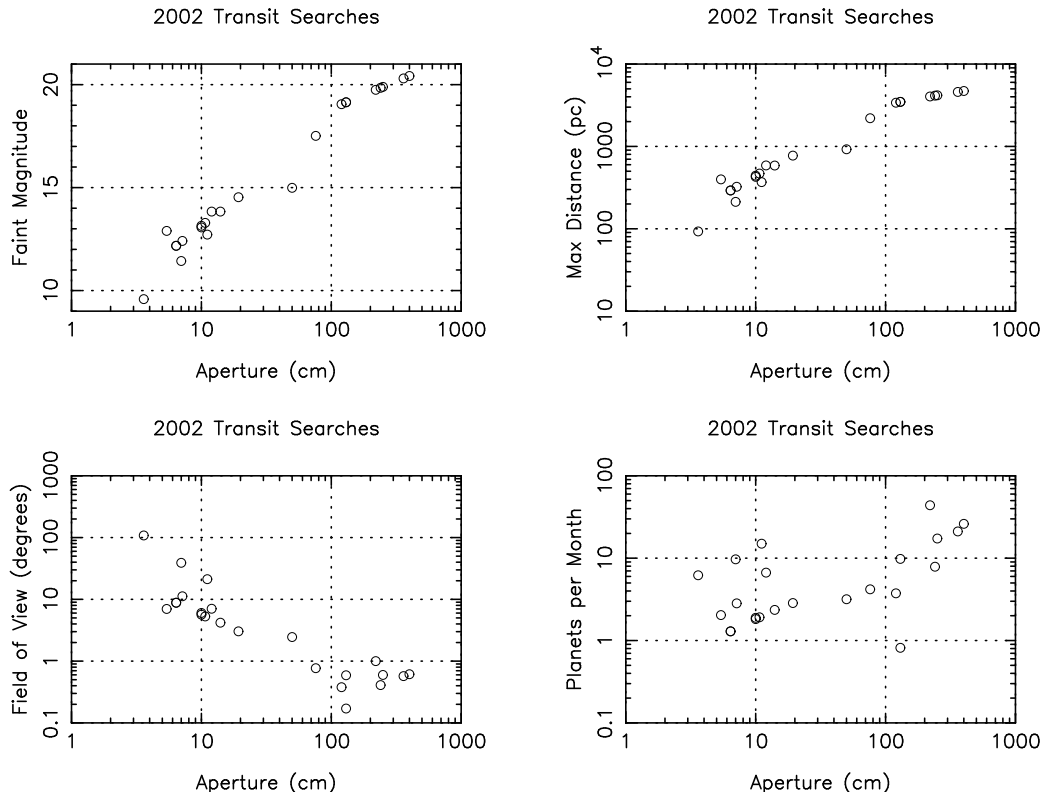 2002 Transit Searches
Faint Magnitude
20
15
10
1 10 100 1000
Aperture (cm)
2002 Transit Searches
Max Distance (pc)
10^4
1000
100
10
1 10 100 1000
Aperture (cm)
2002 Transit Searches
Field of View (degrees)
1000
100
10
1
0.1
1 10 100 1000
Aperture (cm)
2002 Transit Searches
Planets per Month
100
10
1
0.1
1 10 100 1000
Aperture (cm)